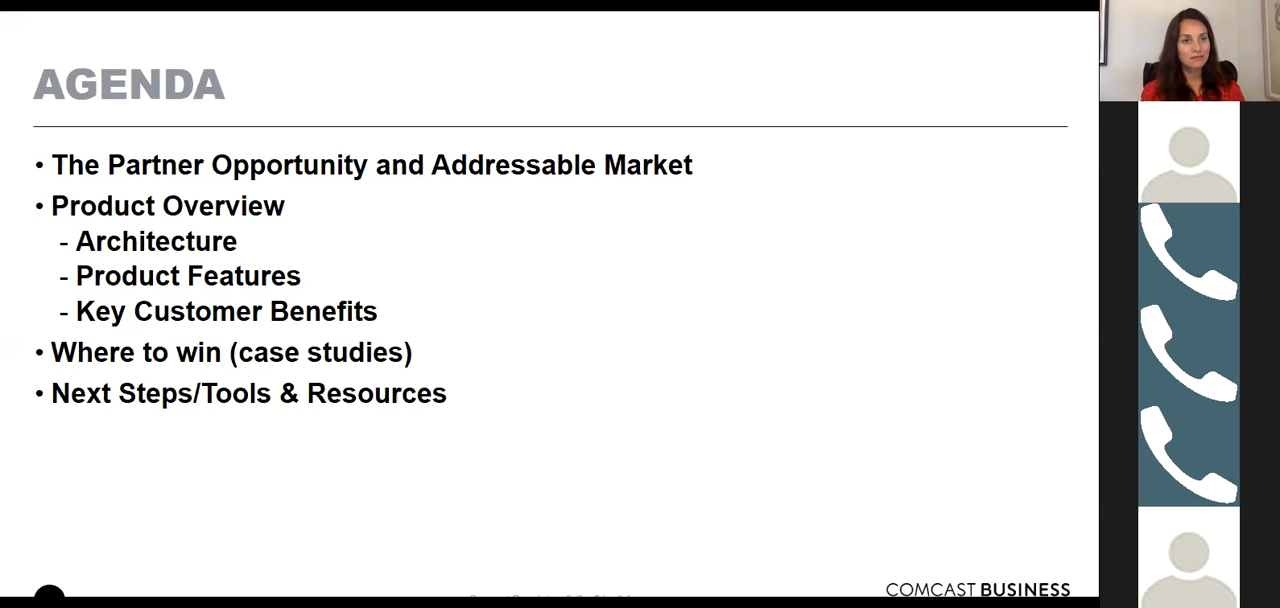 AGENDA
• The Partner Opportunity and Addressable Market
• Product Overview
- Architecture
- Product Features
- Key Customer Benefits
• Where to win (case studies)
• Next Steps/Tools & Resources
COMCAST BUSINESS